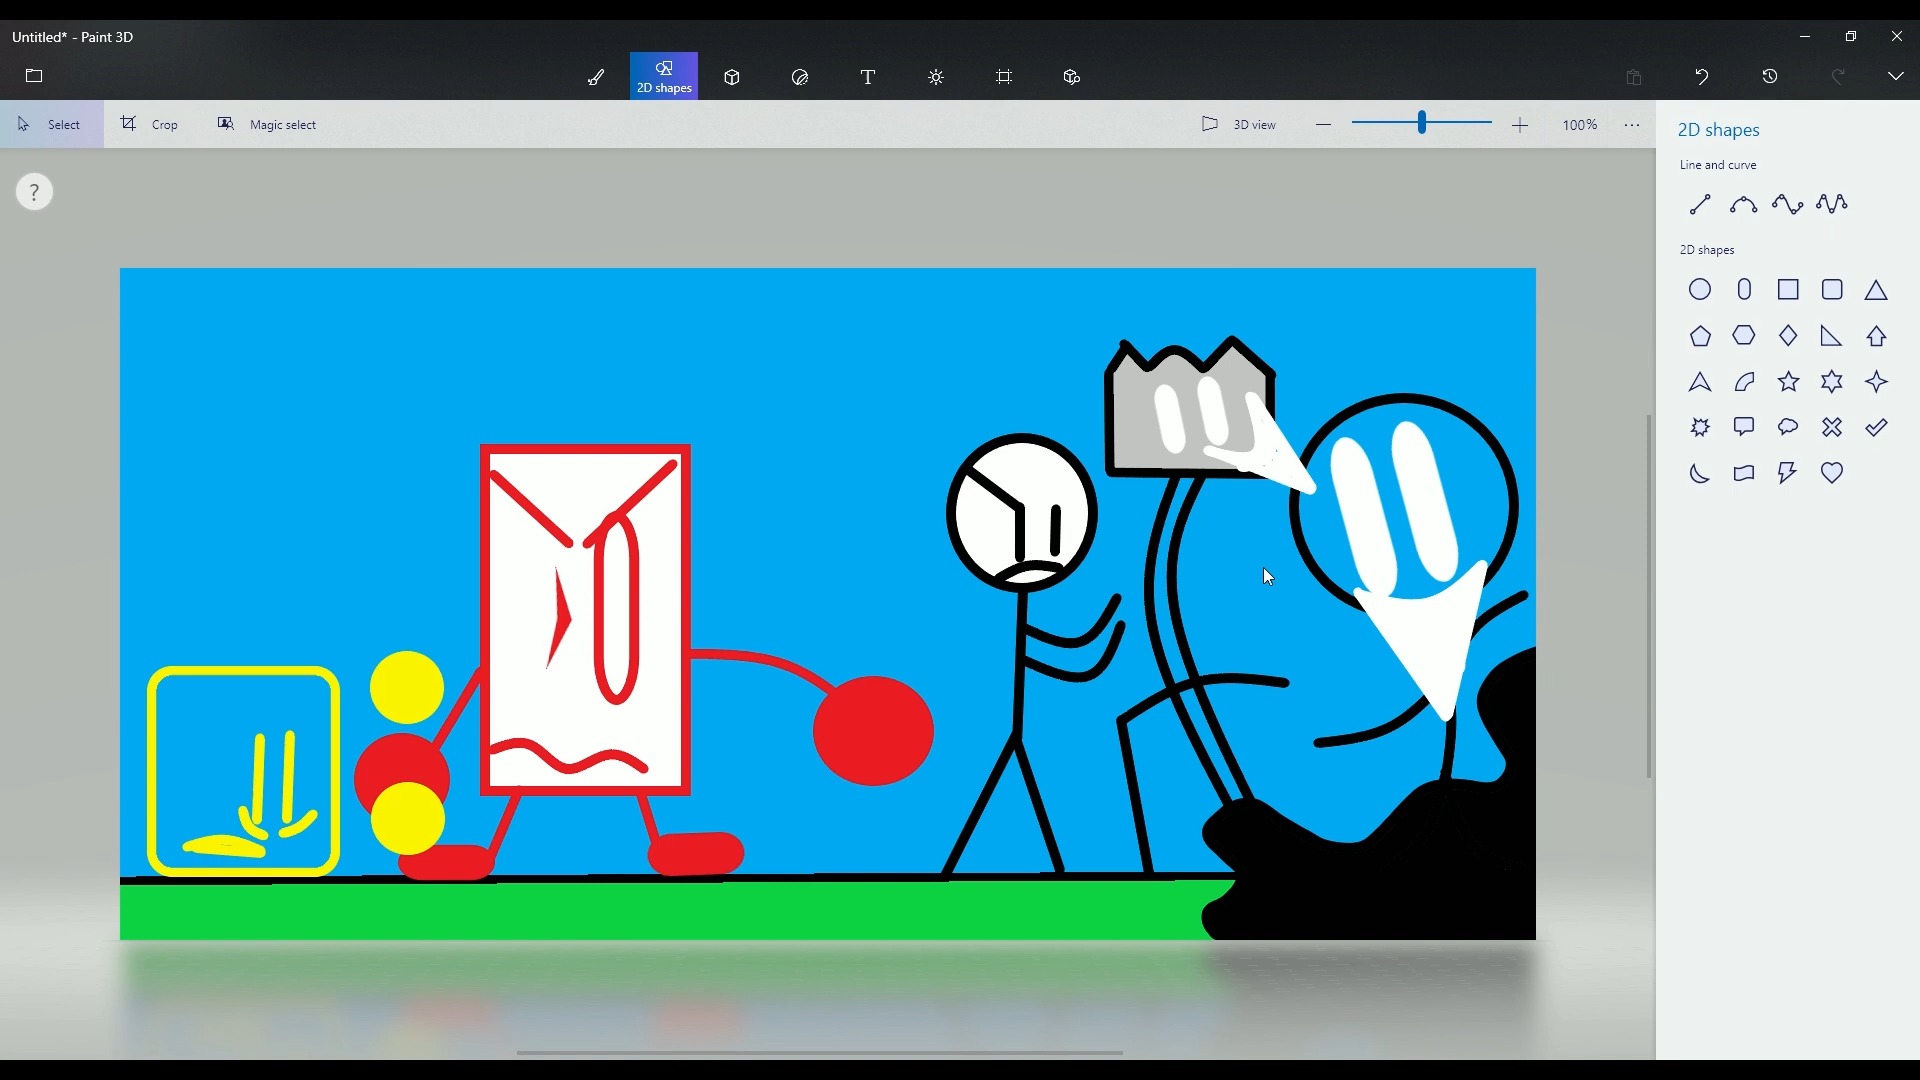 Untitled* - Paint 3D
2D shapes
Select
Crop
Magic select
3D view
100%
2D shapes
Line and curve
2D shapes
?